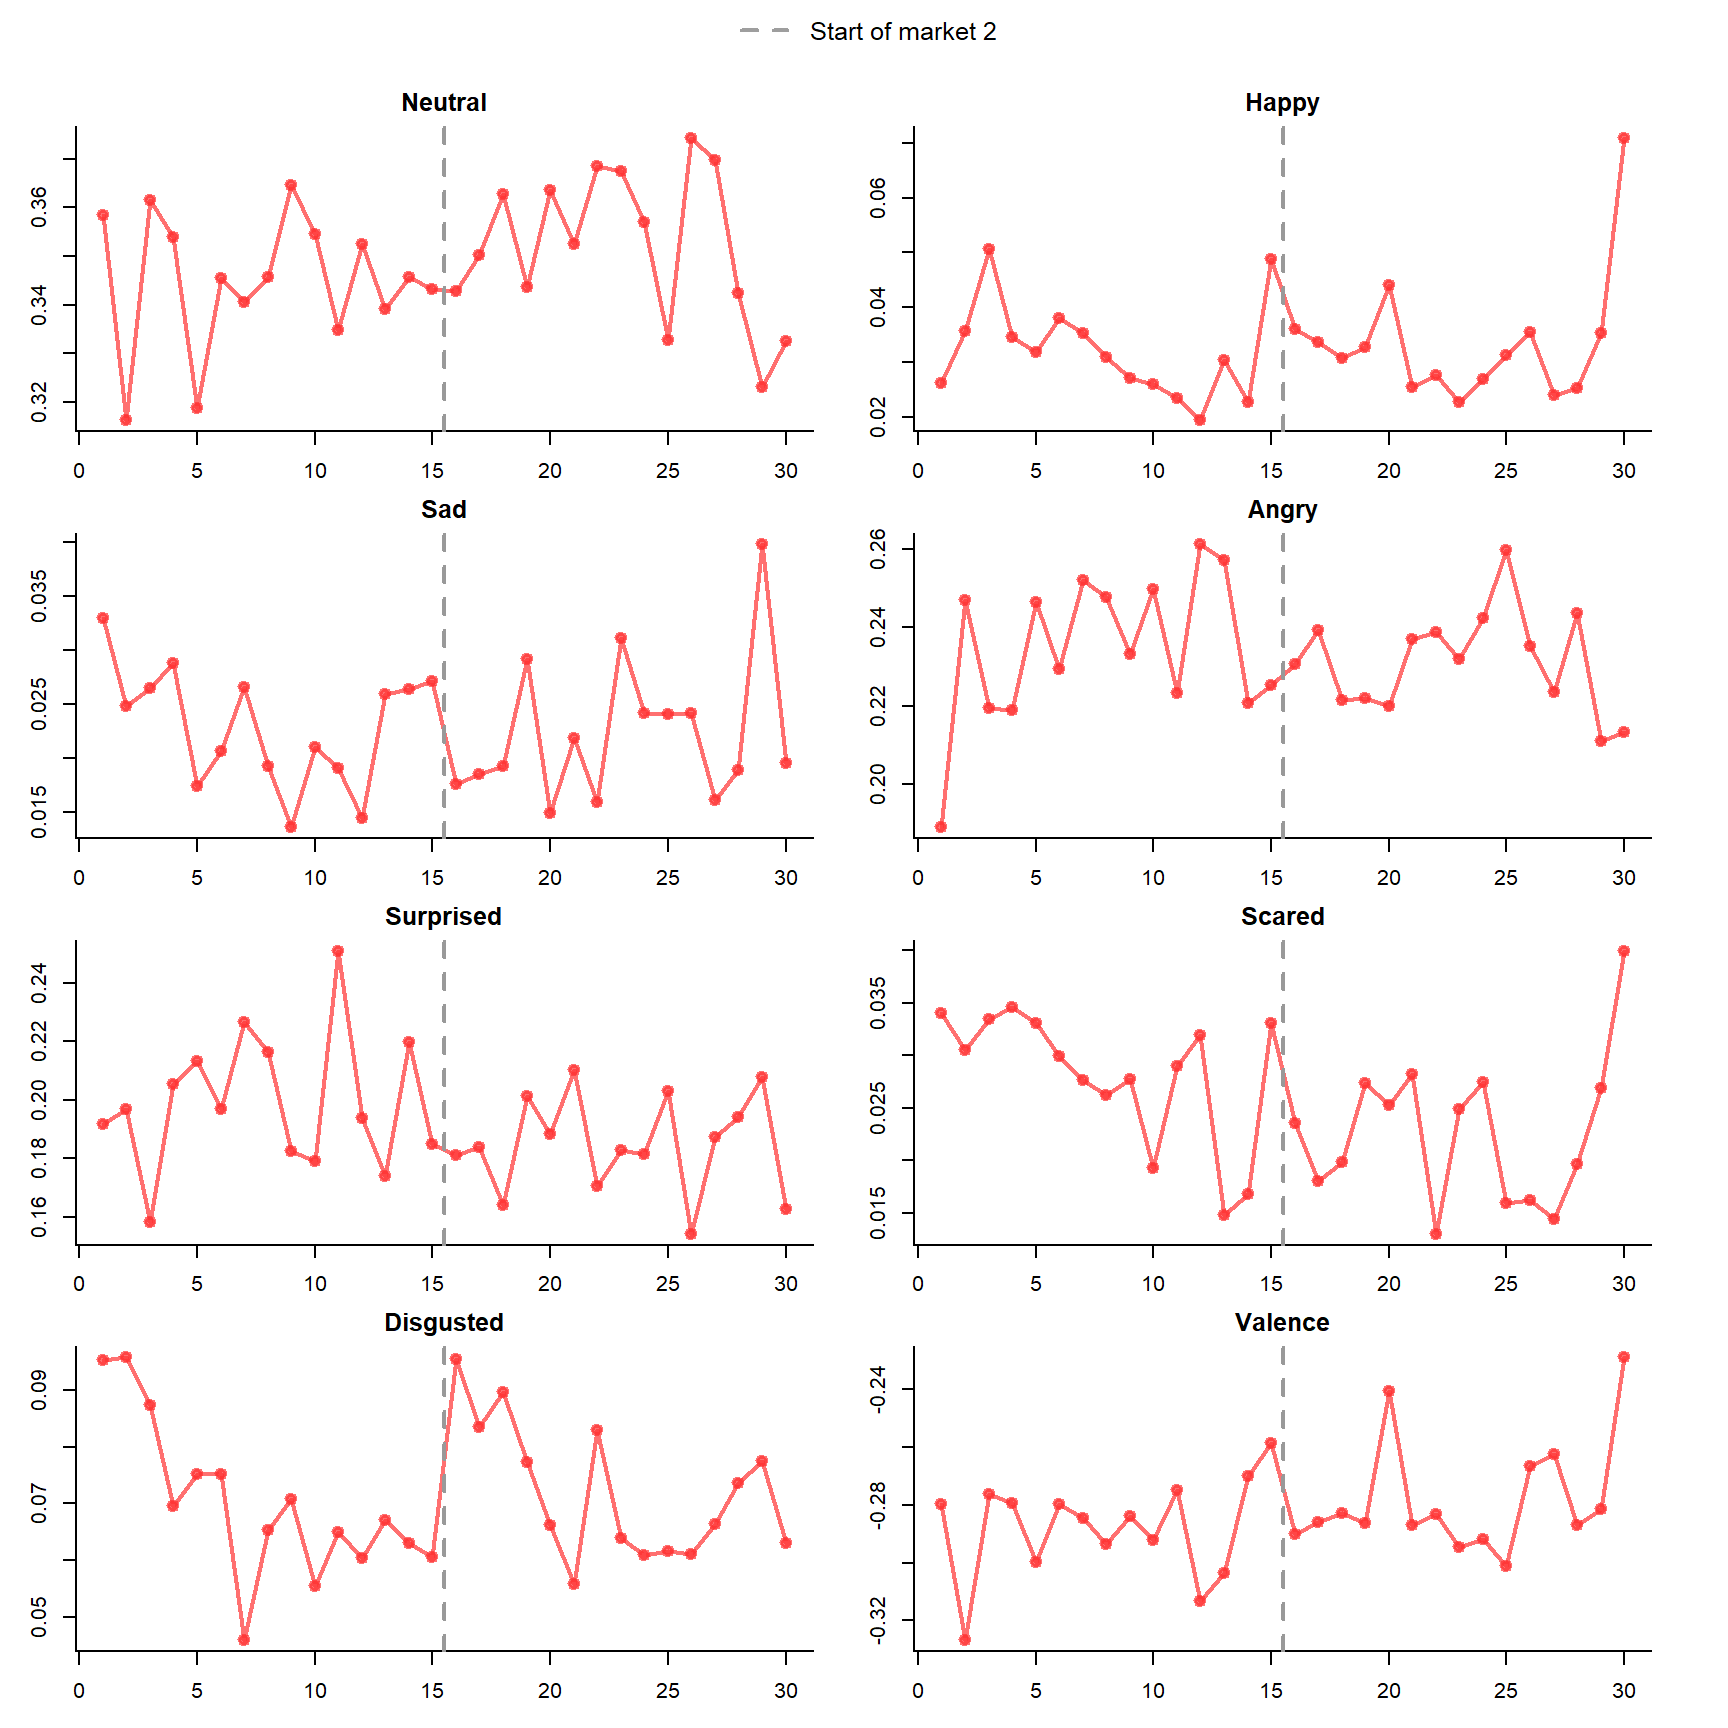 Start of market 2
Neutral Happy
0.36 0.06
0.34 0.04
0.32 0.02
0 5 10 15 20 25 30 0 5 10 15 20 25 30
Sad Angry
0.035 0.26
0.025 0.24
0.015 0.22
0.20
0 5 10 15 20 25 30 0 5 10 15 20 25 30
Surprised Scared
0.24 0.035
0.22 0.025
0.20 0.015
0.18
0.16
0 5 10 15 20 25 30 0 5 10 15 20 25 30
Disgusted Valence
0.09 -0.24
0.07 -0.28
0.05 -0.32
0 5 10 15 20 25 30 0 5 10 15 20 25 30